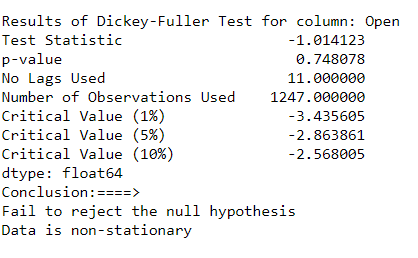 Results of Dickey-Fuller Test for column: Open
Test Statistic                  -1.014123
p-value                          0.748078
No Lags Used                    11.000000
Number of Observations Used   1247.000000
Critical Value (1%)             -3.435605
Critical Value (5%)             -2.863861
Critical Value (10%)            -2.568005
dtype: float64
Conclusion:====>
Fail to reject the null hypothesis
Data is non-stationary